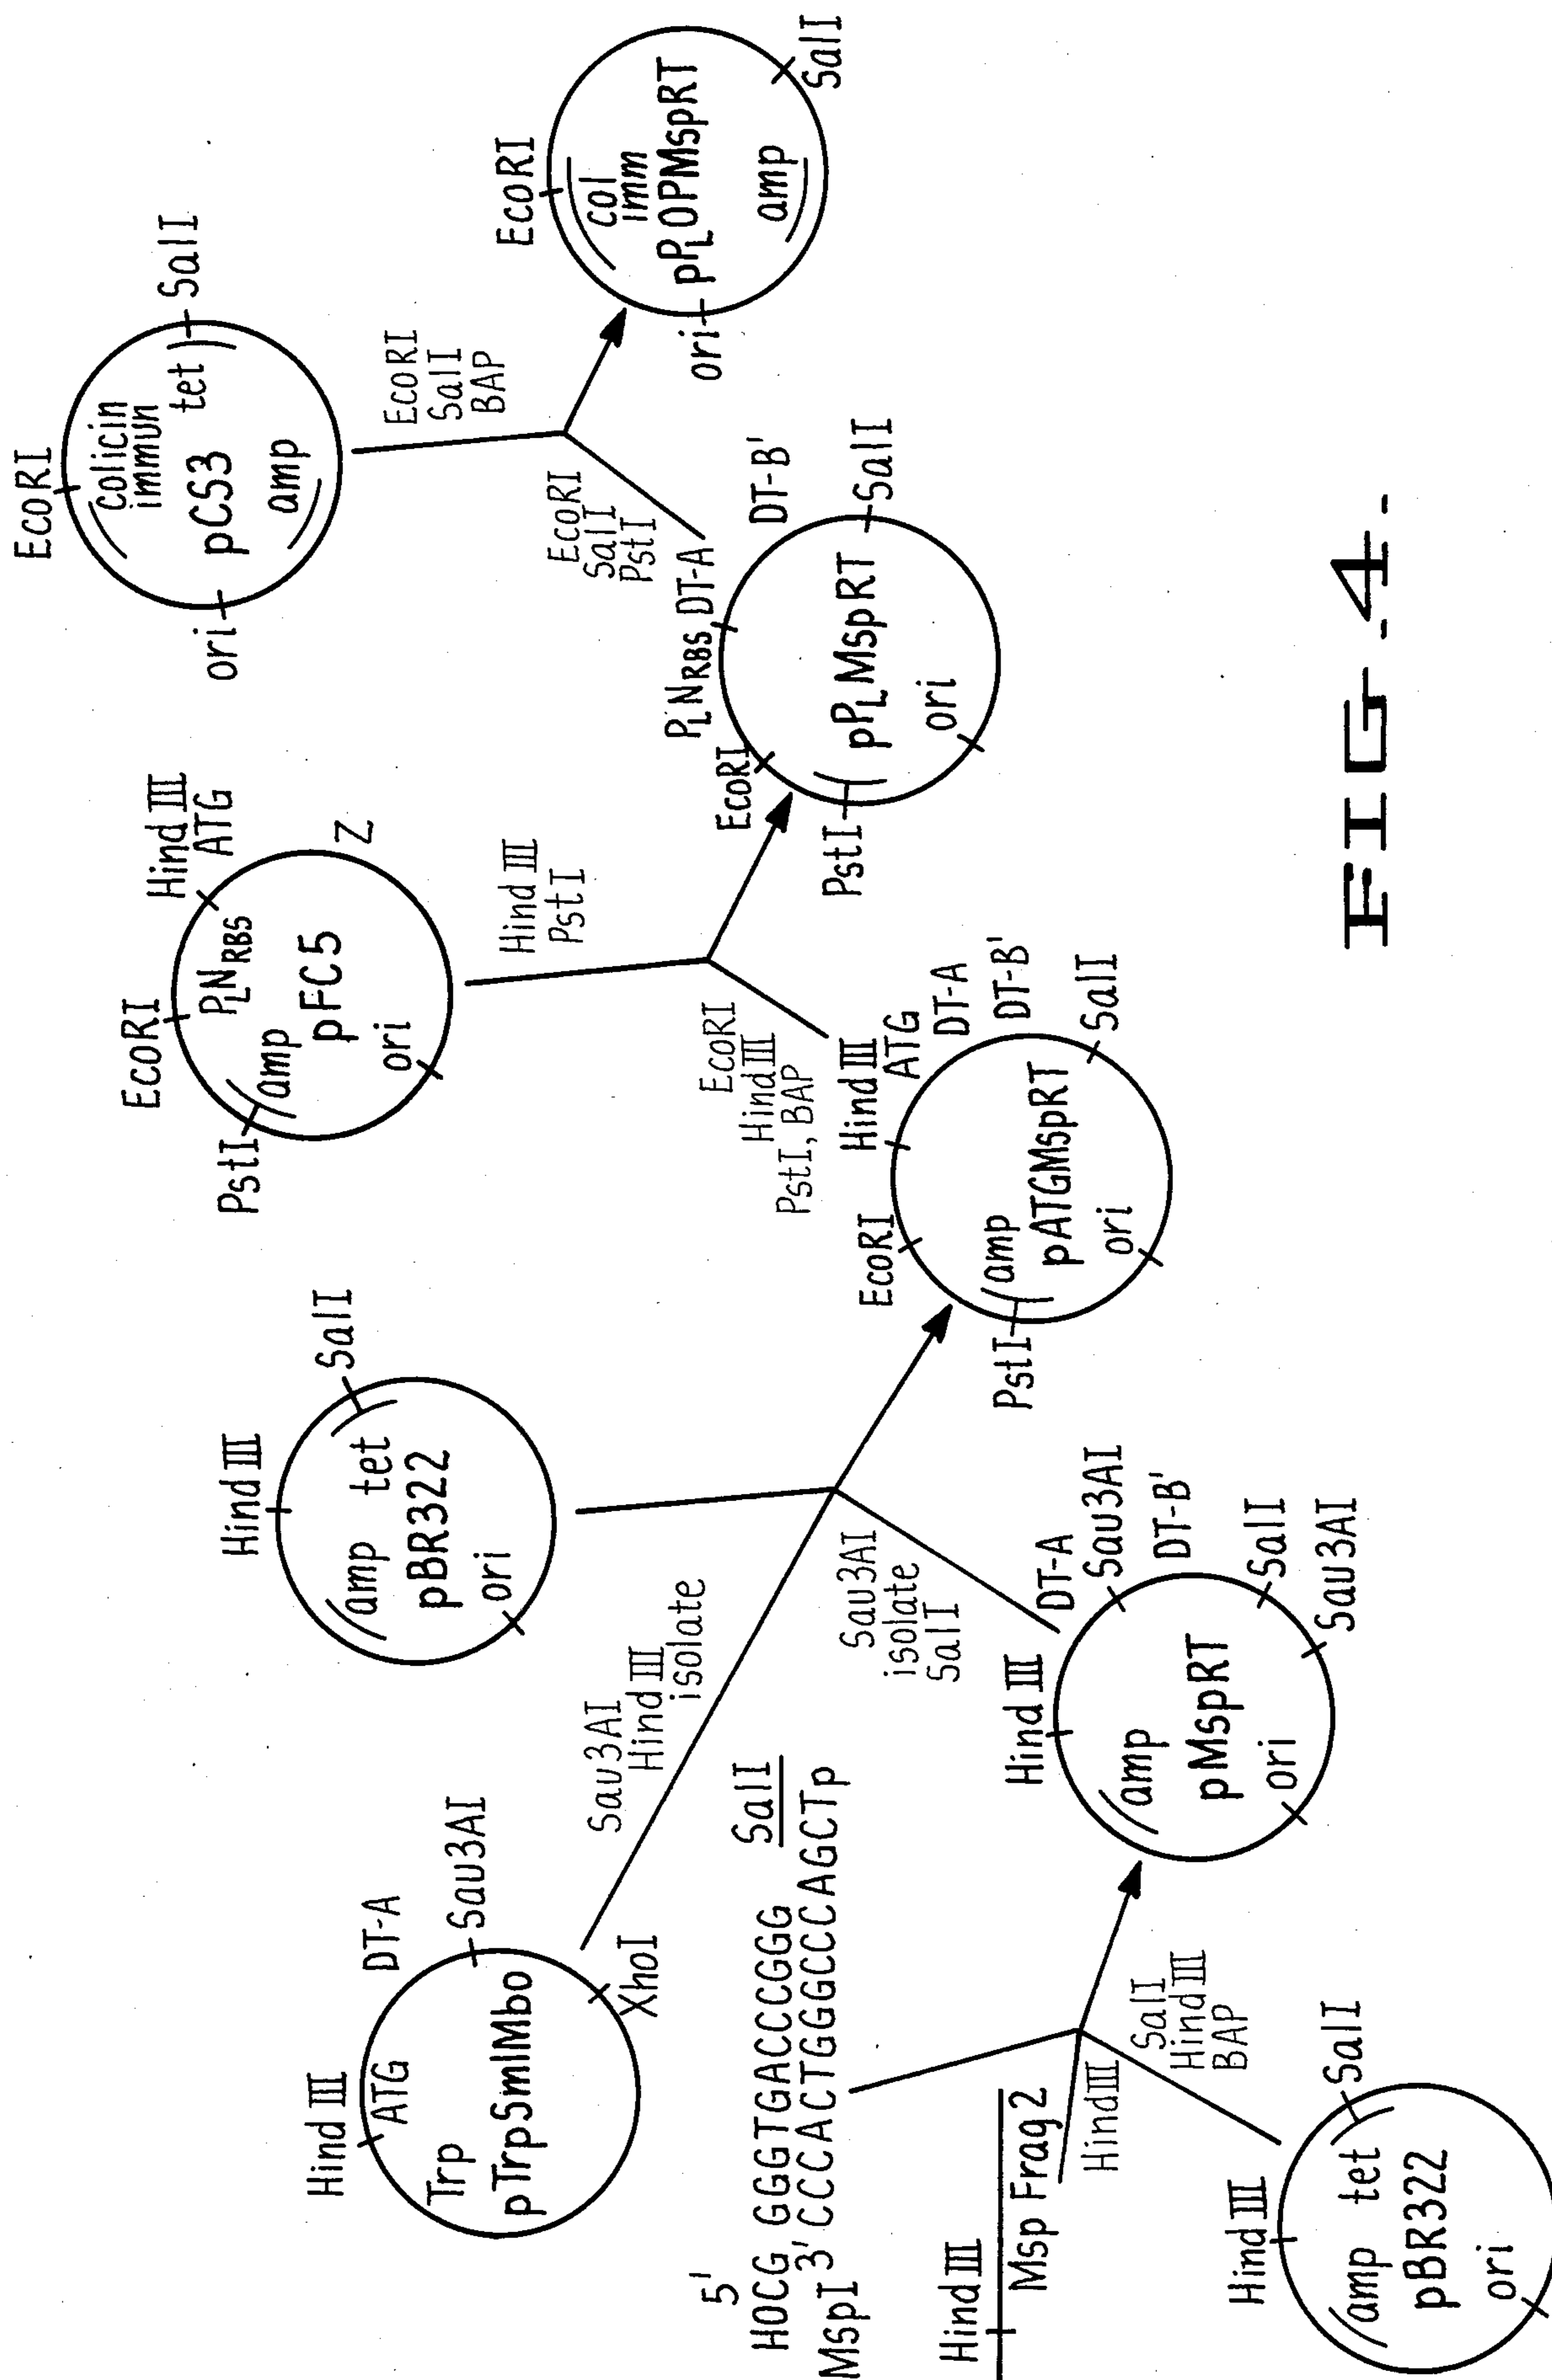 Hind III
ATG
DT-A
Sau3AI
Trp
pTrpSmlMbo
XhoI
Sau3AI
Hind III
isolate
Hind III
SalI
amp tet
pBR322
ori
5'
HOCG GGGTGACCCGGG
SalI
MspI 3' CCCACTGGGCCCAGCTp
Hind III
Msp Frag 2
Hind III
SalI
Hind III
BAP
Hind III
SalI
amp tet
pBR322
ori
Hind III
DT-A
Sau3AI
DT-B'
SalI
Sau3AI
amp
pMspRT
ori
Sau3AI
isolate
SalI
EcoRI
Hind III
ATG
DT-A
DT-B'
SalI
PstI
amp
pATGMspRT
ori
EcoRI
Hind III
PstI, BAP
EcoRI
Hind III
ATG
PstI
PLNRBS
amp
pFC5
Z
ori
Hind III
PstI
EcoRI
PLNRBS
DT-A
DT-B'
PstI
SalI
pPLMspRT
ori
EcoRI
SalI
PstI
EcoRI
colicin
immun
SalI
ori
pCS3 tet
amp
EcoRI
SalI
BAP
EcoRI
col
imm
ori
pPLOPMspRT
amp
SalI
FIG._4._